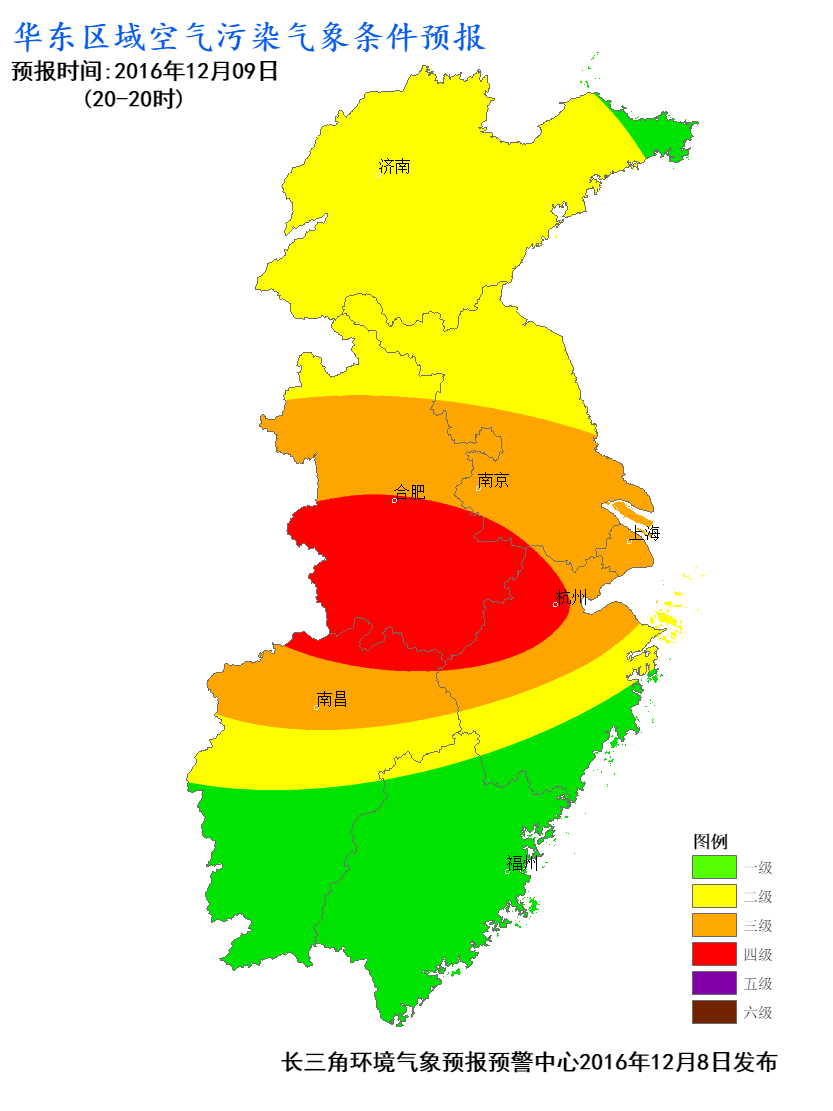 华东区域空气污染气象条件预报
预报时间:2016年12月09日
(20-20时)
济南
南京
合肥
上海
杭州
南昌
福州
图例
一级
二级
三级
四级
五级
六级
长三角环境气象预报预警中心2016年12月8日发布